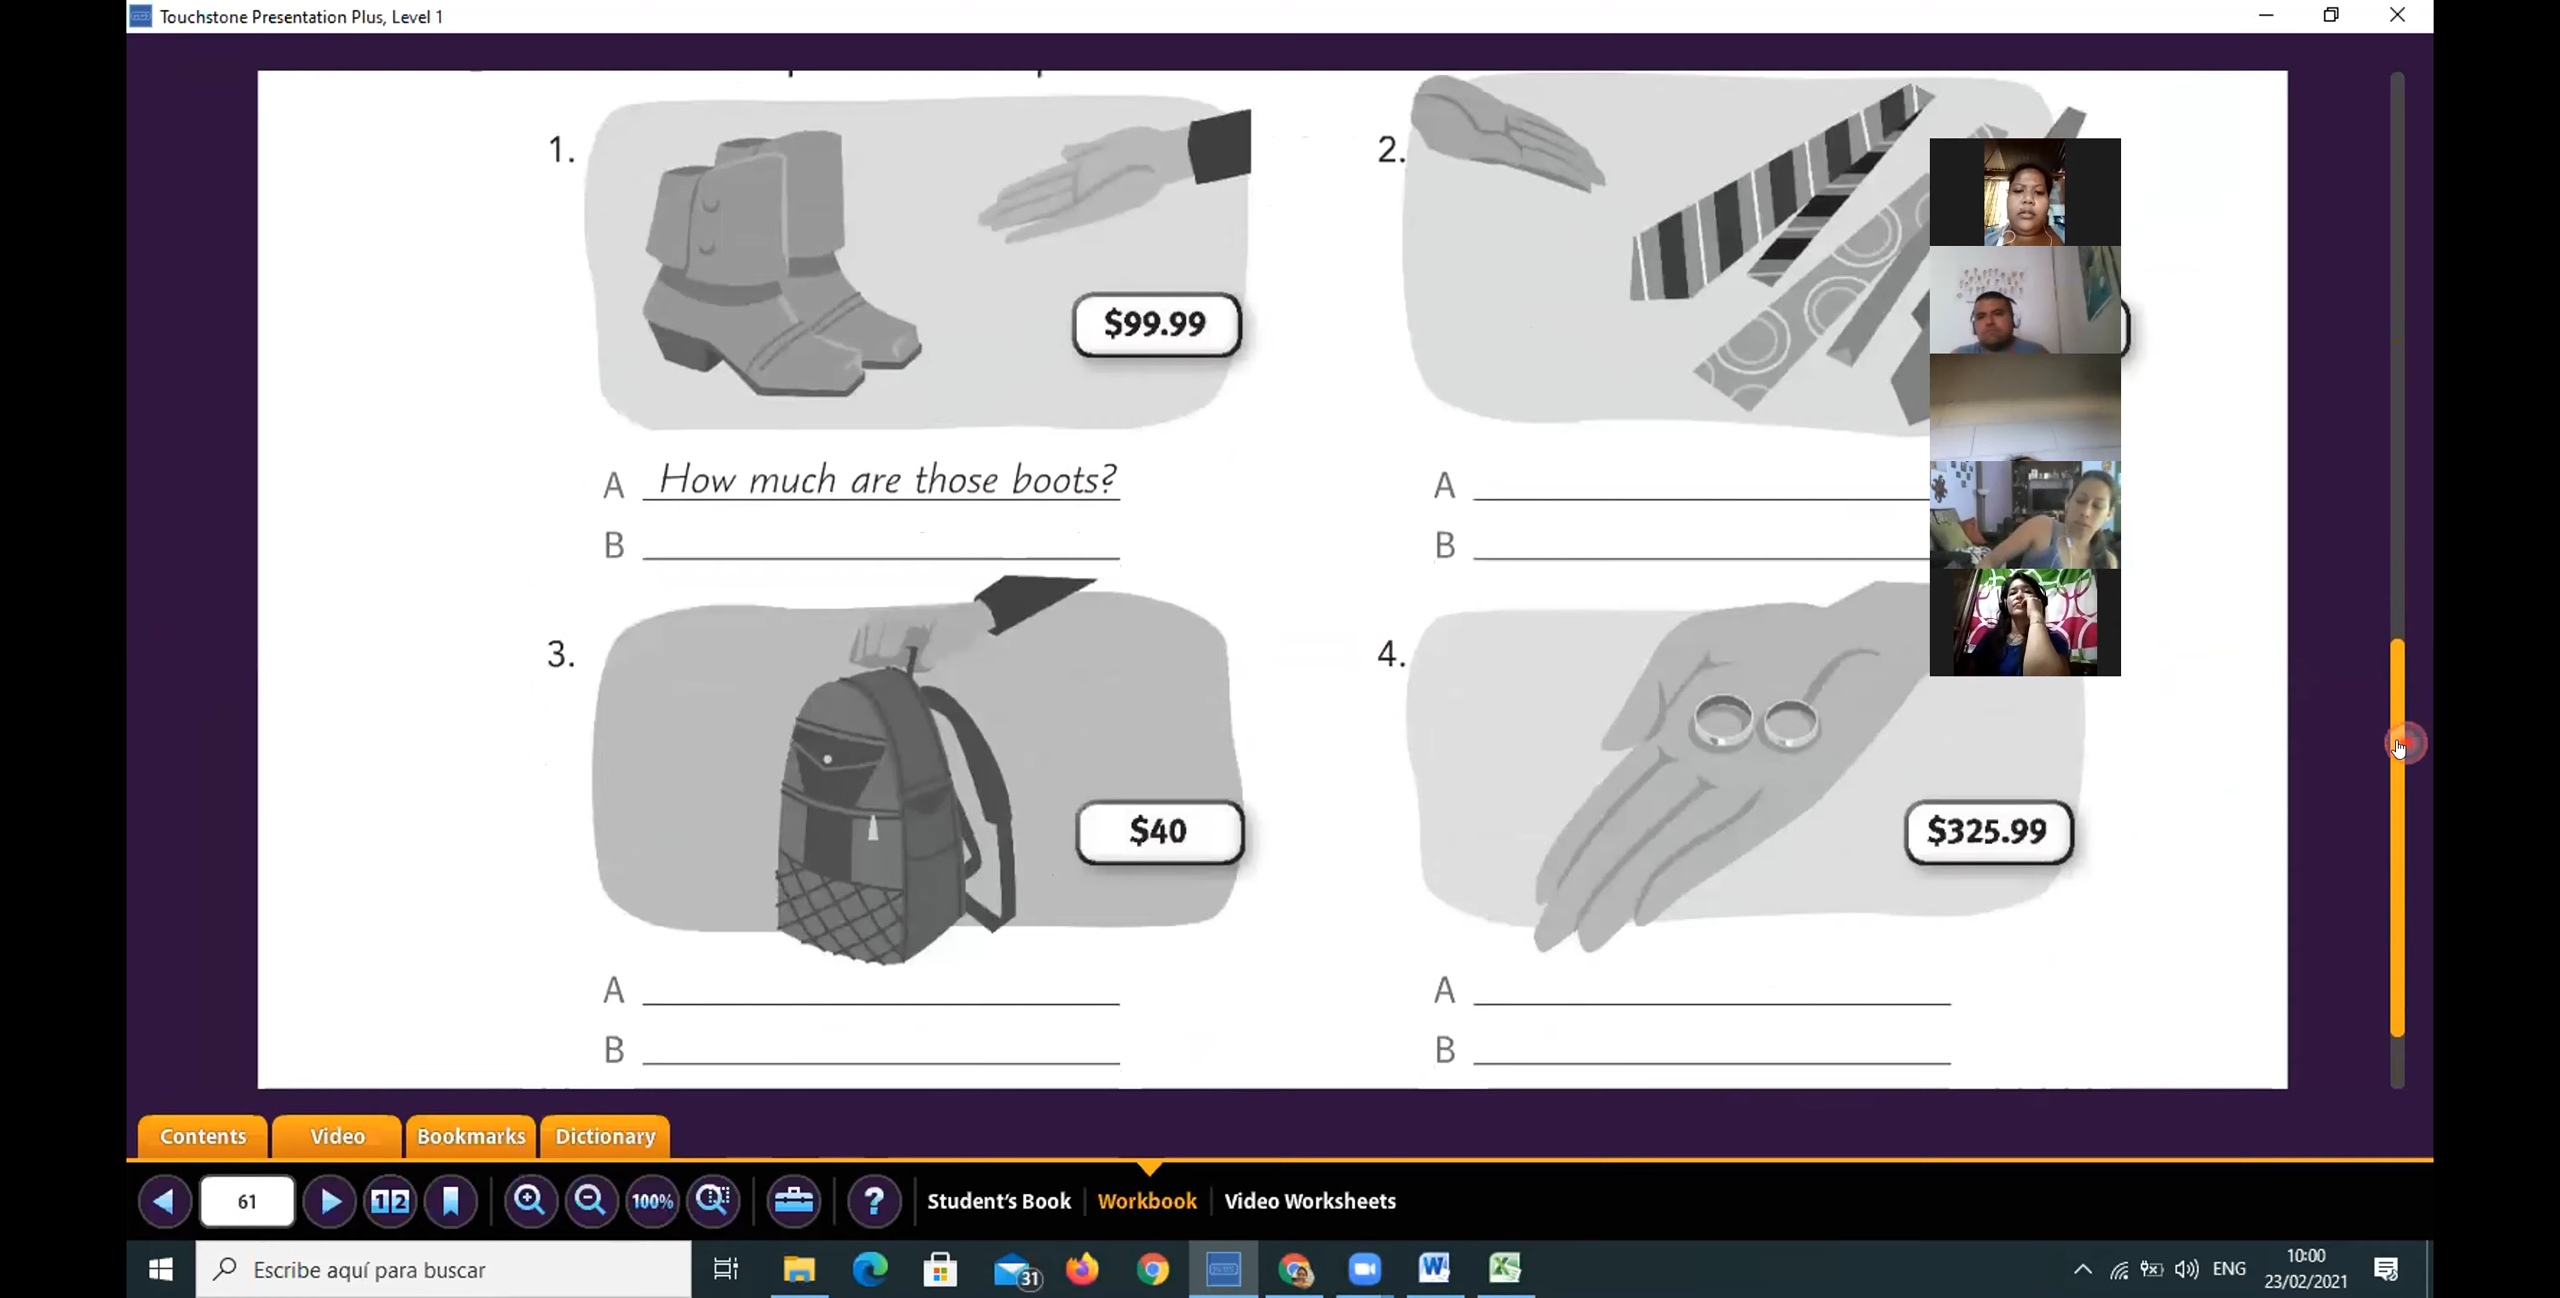 Touchstone Presentation Plus, Level 1
1.
$99.99
A How much are those boots?
B
2.
A
B
3.
$40
A
B
4.
$325.99
A
B
Contents
Video
Bookmarks
Dictionary
61
12
100%
?
Student's Book
Workbook
Video Worksheets
Escribe aquí para buscar
31
ENG
10:00
23/02/2021